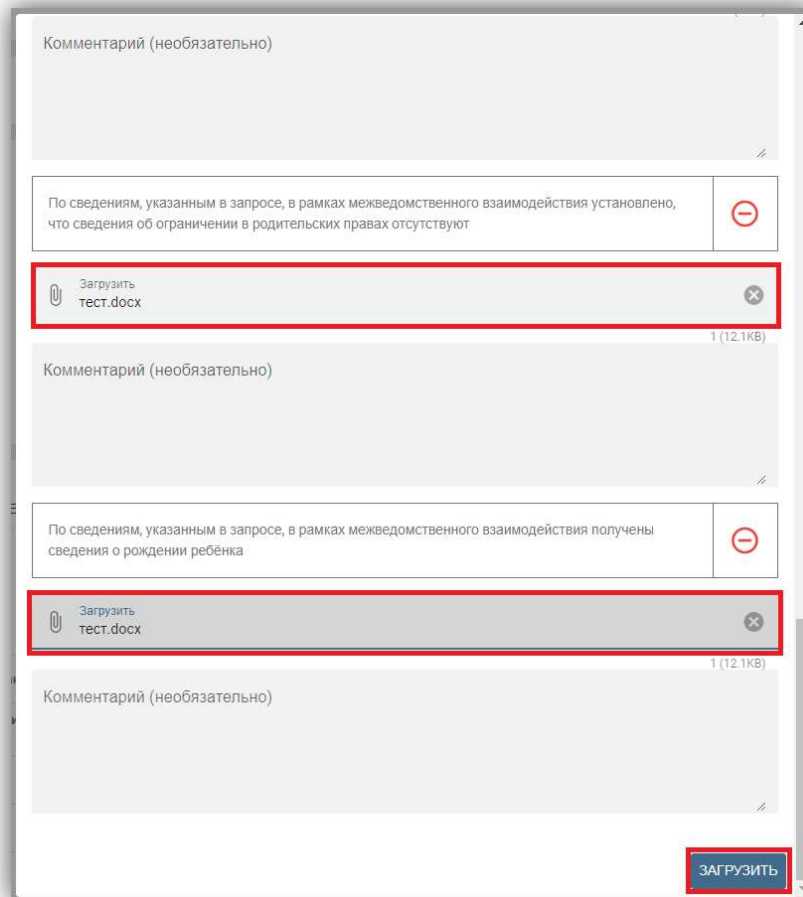 Комментарий (необязательно)
По сведениям, указанным в запросе, в рамках межведомственного взаимодействия установлено,
что сведения об ограничении в родительских правах отсутствуют
Загрузить
тест.docx
1 (12.1KB)
Комментарий (необязательно)
По сведениям, указанным в запросе, в рамках межведомственного взаимодействия получены
сведения о рождении ребёнка
Загрузить
тест.docx
1 (12.1KB)
Комментарий (необязательно)
ЗАГРУЗИТЬ